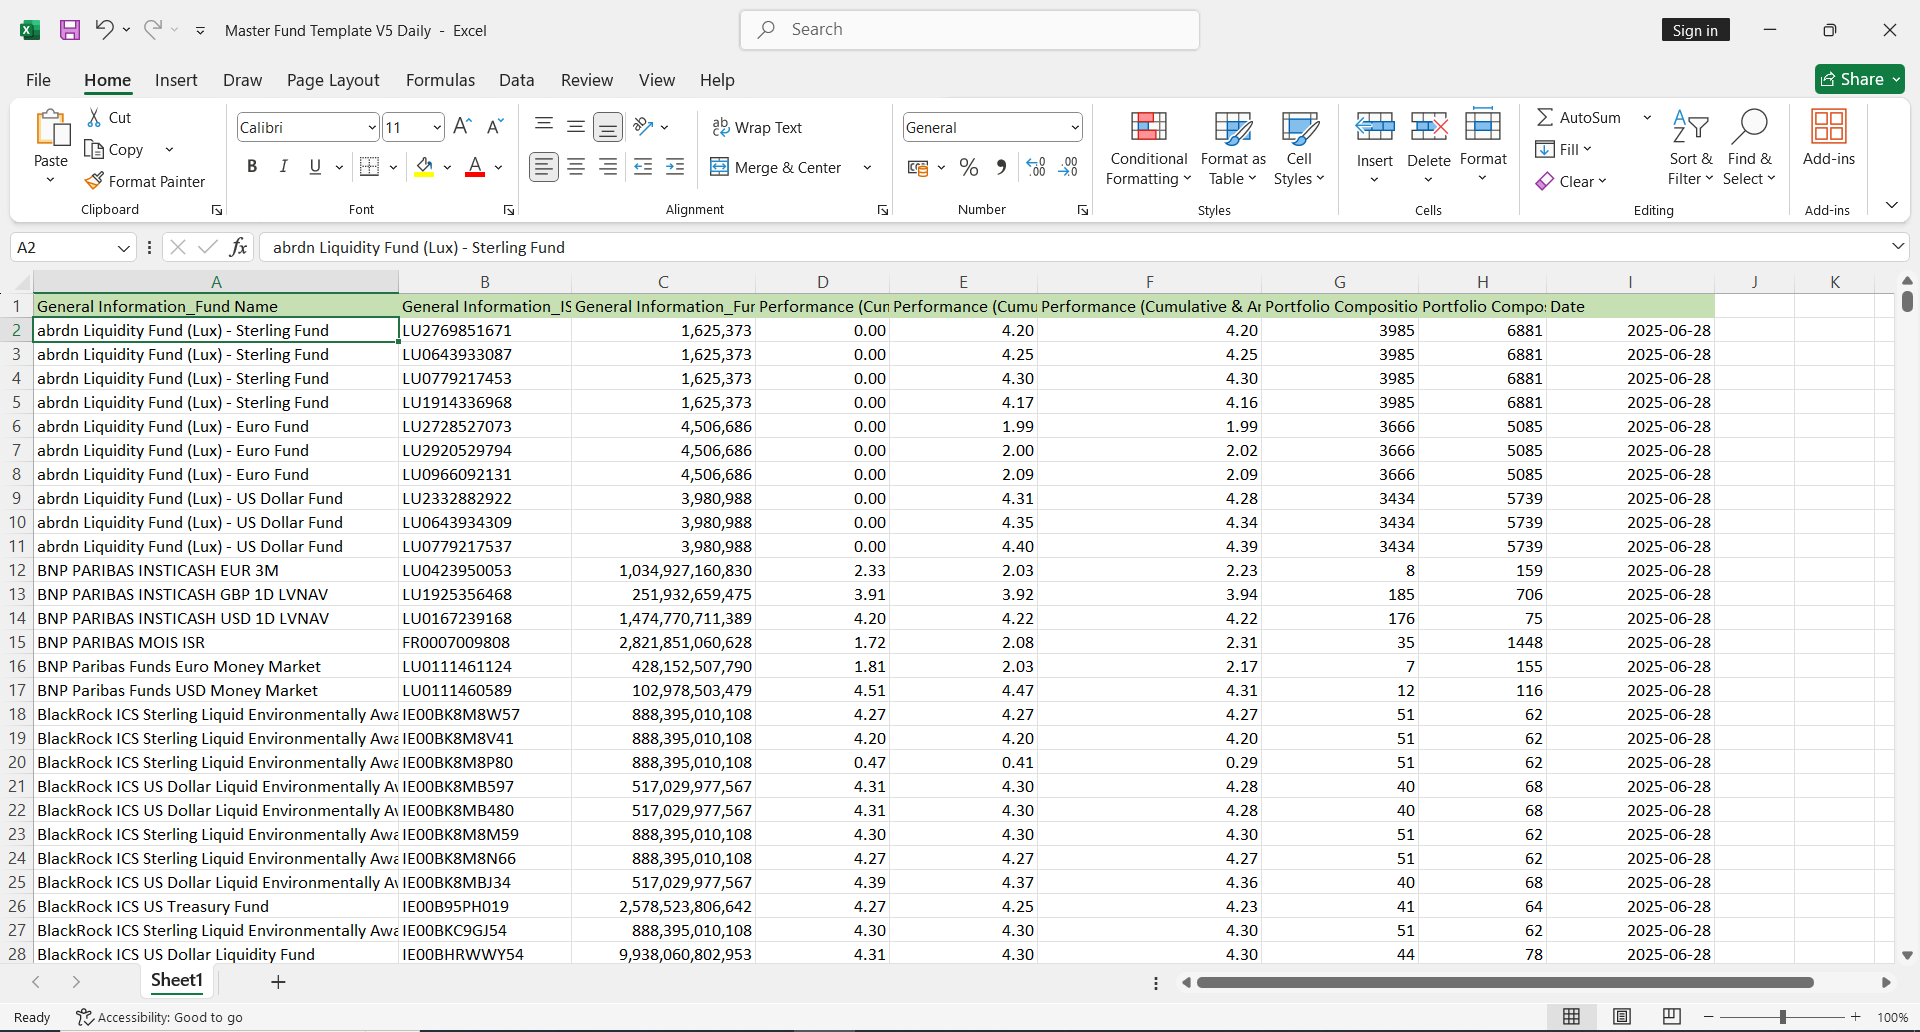 Master Fund Template V5 Daily - Excel
Search
Sign in
File Home Insert Draw Page Layout Formulas Data Review View Help
Share
Paste
Cut
Copy
Format Painter
Clipboard
Calibri 11
B I U
Font
Wrap Text
Merge & Center
Alignment
General
Number
Conditional Formatting
Format as Table
Cell Styles
Styles
Insert Delete Format
Cells
AutoSum
Fill
Clear
Sort & Filter
Find & Select
Editing
Add-ins
Add-ins
A2 fx abrdn Liquidity Fund (Lux) - Sterling Fund
A B C D E F G H I J K
1 General Information_Fund Name General Information_IS General Information_Fur Performance (Cun Performance (Cumu Performance (Cumulative & Ar Portfolio Compositio Portfolio Compo: Date
2 abrdn Liquidity Fund (Lux) - Sterling Fund LU2769851671 1,625,373 0.00 4.20 4.20 3985 6881 2025-06-28
3 abrdn Liquidity Fund (Lux) - Sterling Fund LU0643933087 1,625,373 0.00 4.25 4.25 3985 6881 2025-06-28
4 abrdn Liquidity Fund (Lux) - Sterling Fund LU0779217453 1,625,373 0.00 4.30 4.30 3985 6881 2025-06-28
5 abrdn Liquidity Fund (Lux) - Sterling Fund LU1914336968 1,625,373 0.00 4.17 4.16 3985 6881 2025-06-28
6 abrdn Liquidity Fund (Lux) - Euro Fund LU2728527073 4,506,686 0.00 1.99 1.99 3666 5085 2025-06-28
7 abrdn Liquidity Fund (Lux) - Euro Fund LU2920529794 4,506,686 0.00 2.00 2.02 3666 5085 2025-06-28
8 abrdn Liquidity Fund (Lux) - Euro Fund LU0966092131 4,506,686 0.00 2.09 2.09 3666 5085 2025-06-28
9 abrdn Liquidity Fund (Lux) - US Dollar Fund LU2332882922 3,980,988 0.00 4.31 4.28 3434 5739 2025-06-28
10 abrdn Liquidity Fund (Lux) - US Dollar Fund LU0643934309 3,980,988 0.00 4.35 4.34 3434 5739 2025-06-28
11 abrdn Liquidity Fund (Lux) - US Dollar Fund LU0779217537 3,980,988 0.00 4.40 4.39 3434 5739 2025-06-28
12 BNP PARIBAS INSTICASH EUR 3M LU0423950053 1,034,927,160,830 2.33 2.03 2.23 8 159 2025-06-28
13 BNP PARIBAS INSTICASH GBP 1D LVNAV LU1925356468 251,932,659,475 3.91 3.92 3.94 185 706 2025-06-28
14 BNP PARIBAS INSTICASH USD 1D LVNAV LU0167239168 1,474,770,711,389 4.20 4.22 4.22 176 75 2025-06-28
15 BNP PARIBAS MOIS ISR FR0007009808 2,821,851,060,628 1.72 2.08 2.31 35 1448 2025-06-28
16 BNP Paribas Funds Euro Money Market LU0111461124 428,152,507,790 1.81 2.03 2.17 7 155 2025-06-28
17 BNP Paribas Funds USD Money Market LU0111460589 102,978,503,479 4.51 4.47 4.31 12 116 2025-06-28
18 BlackRock ICS Sterling Liquid Environmentally Awa IE00BK8M8W57 888,395,010,108 4.27 4.27 4.27 51 62 2025-06-28
19 BlackRock ICS Sterling Liquid Environmentally Awa IE00BK8M8V41 888,395,010,108 4.20 4.20 4.20 51 62 2025-06-28
20 BlackRock ICS Sterling Liquid Environmentally Awa IE00BK8M8P80 888,395,010,108 0.47 0.41 0.29 51 62 2025-06-28
21 BlackRock ICS US Dollar Liquid Environmentally Aw IE00BK8MB597 517,029,977,567 4.31 4.30 4.28 40 68 2025-06-28
22 BlackRock ICS US Dollar Liquid Environmentally Aw IE00BK8MB480 517,029,977,567 4.31 4.30 4.28 40 68 2025-06-28
23 BlackRock ICS Sterling Liquid Environmentally Awa IE00BK8M8M59 888,395,010,108 4.30 4.30 4.30 51 62 2025-06-28
24 BlackRock ICS Sterling Liquid Environmentally Awa IE00BK8M8N66 888,395,010,108 4.27 4.27 4.27 51 62 2025-06-28
25 BlackRock ICS US Dollar Liquid Environmentally Aw IE00BK8MBJ34 517,029,977,567 4.39 4.37 4.36 40 68 2025-06-28
26 BlackRock ICS US Treasury Fund IE00B95PH019 2,578,523,806,642 4.27 4.25 4.23 41 64 2025-06-28
27 BlackRock ICS Sterling Liquid Environmentally Awa IE00BKC9GJ54 888,395,010,108 4.30 4.30 4.30 51 62 2025-06-28
28 BlackRock ICS US Dollar Liquidity Fund IE00BHRWWY54 9,938,060,802,953 4.31 4.30 4.30 44 78 2025-06-28
Sheet1
Ready Accessibility: Good to go 100%